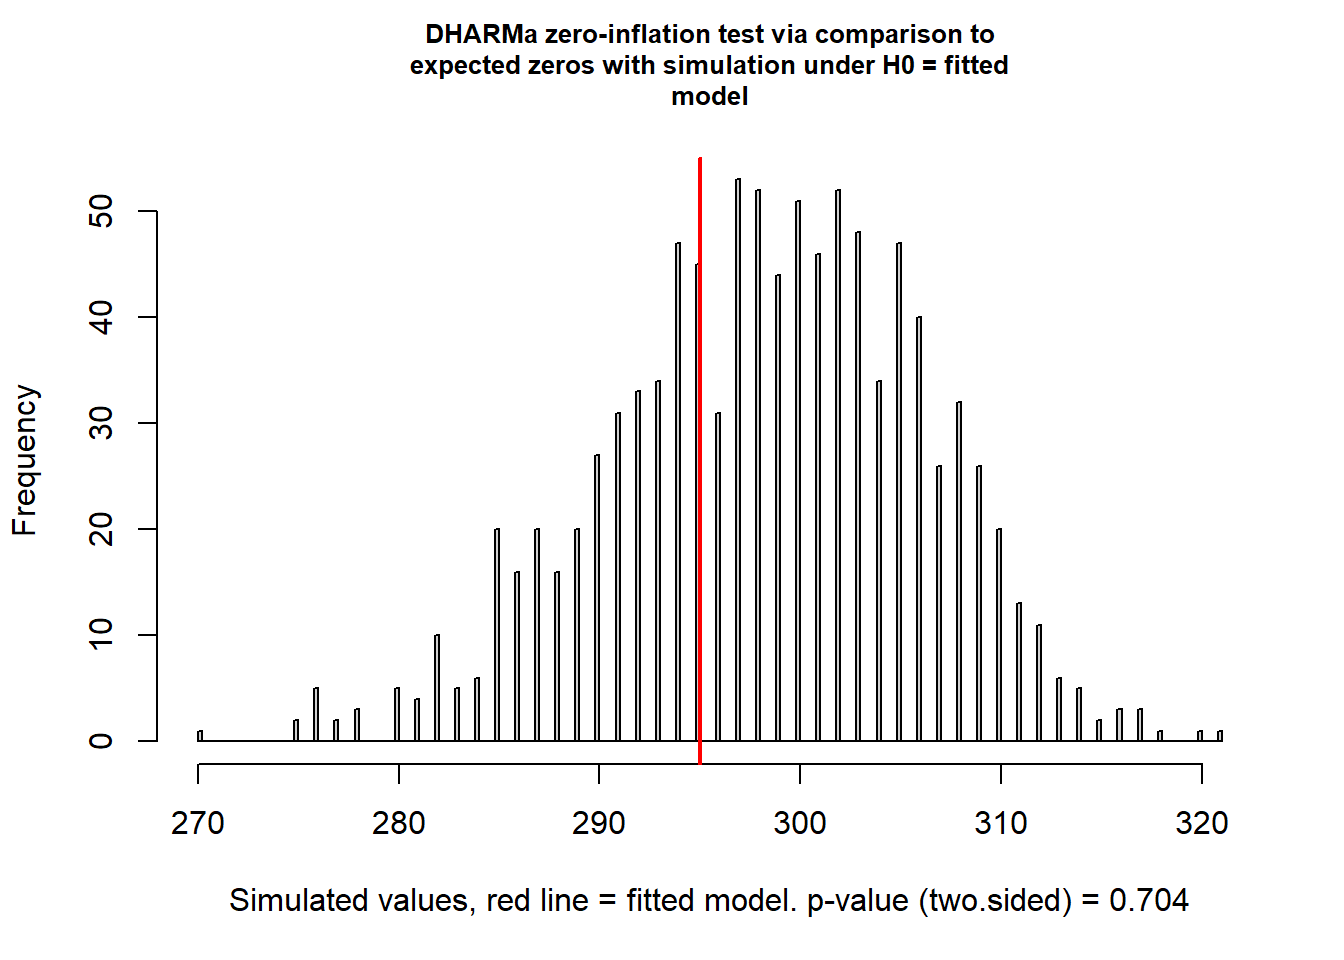 DHARMa zero-inflation test via comparison to
expected zeros with simulation under H0 = fitted
model
Frequency
50
40
30
20
10
0
270 280 290 300 310 320
Simulated values, red line = fitted model. p-value (two.sided) = 0.704